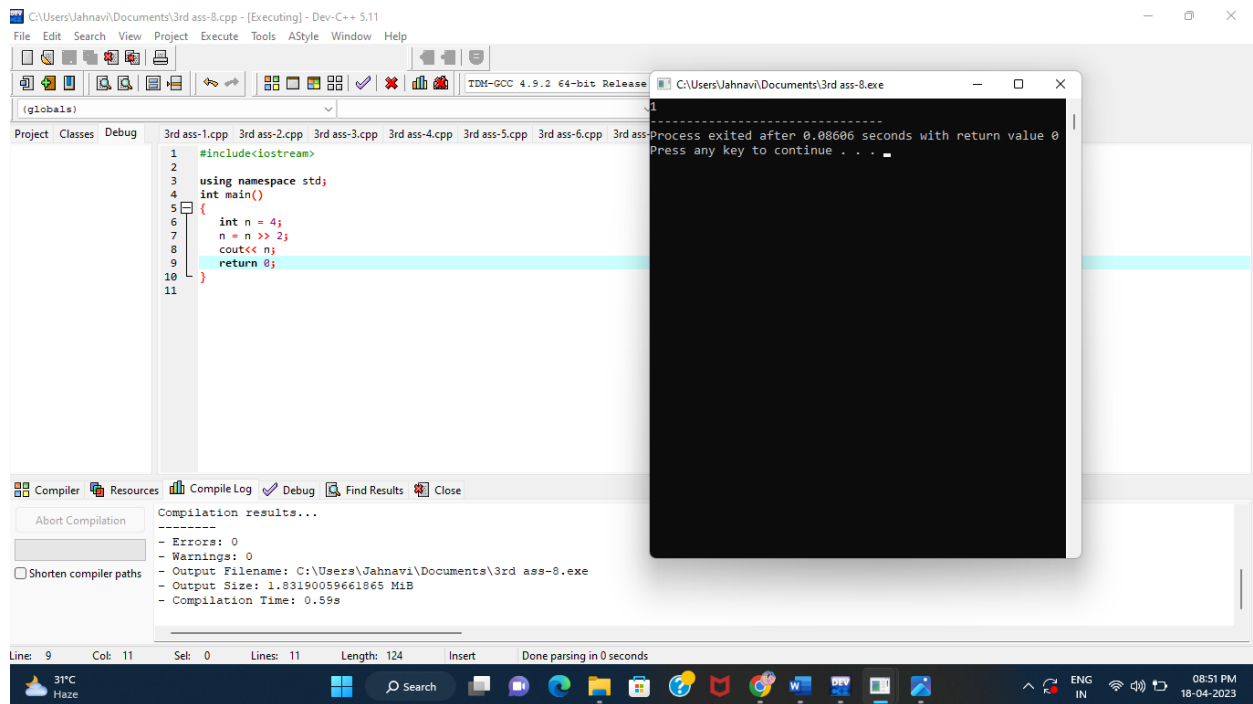 C:\Users\Jahnavi\Documents\3rd ass-8.cpp - [Executing] - Dev-C++ 5.11
File Edit Search View Project Execute Tools AStyle Window Help
TDM-GCC 4.9.2 64-bit Release
(globals)
Project Classes Debug
3rd ass-1.cpp 3rd ass-2.cpp 3rd ass-3.cpp 3rd ass-4.cpp 3rd ass-5.cpp 3rd ass-6.cpp 3rd ass-
1 #include<iostream>
2
3 using namespace std;
4 int main()
5 {
6 int n = 4;
7 n = n >> 2;
8 cout<< n;
9 return 0;
10 }
11
C:\Users\Jahnavi\Documents\3rd ass-8.exe
1
--------------------------------
Process exited after 0.08606 seconds with return value 0
Press any key to continue . . .
Compiler Resources Compile Log Debug Find Results Close
Abort Compilation
Shorten compiler paths
Compilation results...
--------
- Errors: 0
- Warnings: 0
- Output Filename: C:\Users\Jahnavi\Documents\3rd ass-8.exe
- Output Size: 1.83190059661865 MiB
- Compilation Time: 0.59s
Line: 9 Col: 11 Sel: 0 Lines: 11 Length: 124 Insert Done parsing in 0 seconds
31°C
Haze
Search
DEV
ENG
IN
08:51 PM
18-04-2023